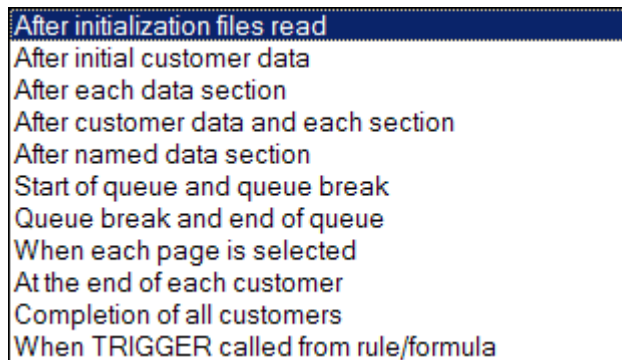 After initialization files read
After initial customer data
After each data section
After customer data and each section
After named data section
Start of queue and queue break
Queue break and end of queue
When each page is selected
At the end of each customer
Completion of all customers
When TRIGGER called from rule/formula